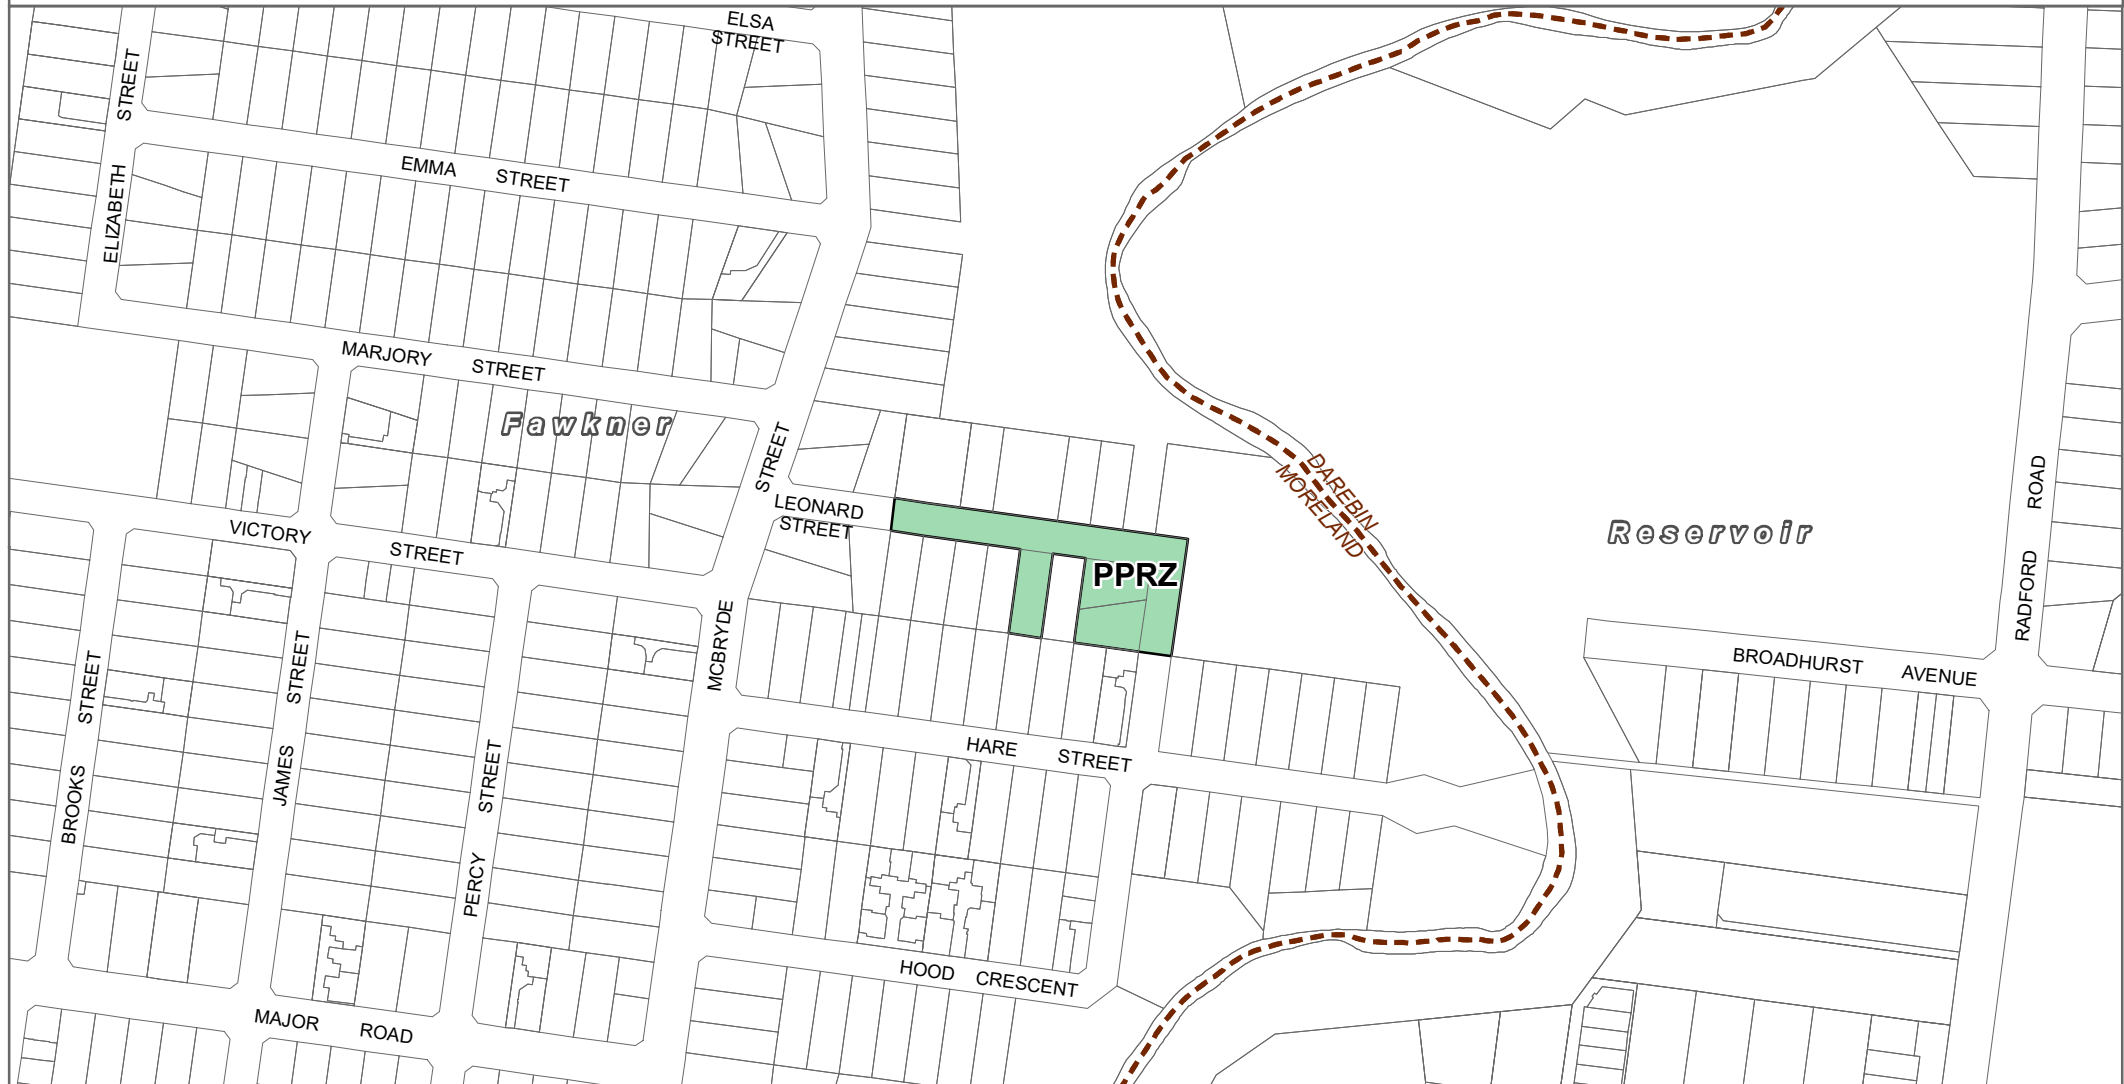 ELSA
STREET
STREET
ELIZABETH
EMMA STREET
MARJORY STREET
Fawkner
STREET
LEONARD
STREET
VICTORY STREET
PPRZ
DAREBIN
MORELAND
Reservoir
ROAD
RADFORD
BROADHURST AVENUE
MCBRYDE
STREET
BROOKS
STREET
JAMES
STREET
PERCY
HARE STREET
HOOD CRESCENT
MAJOR ROAD